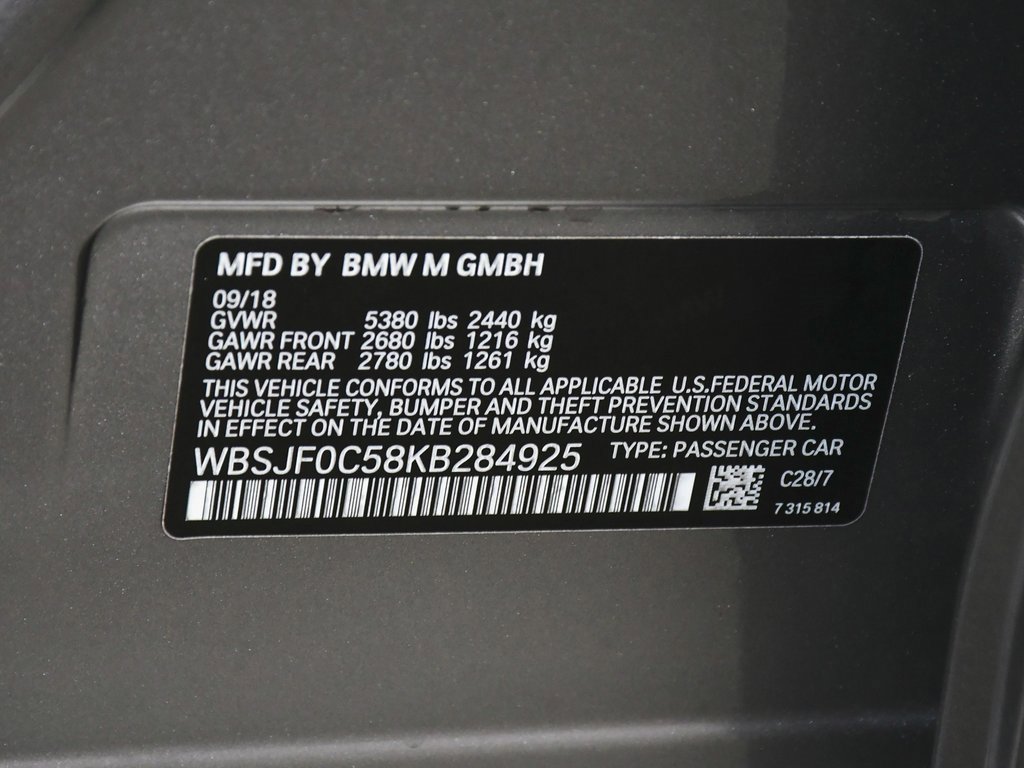 MFD BY BMW M GMBH
09/18
GVWR 5380 lbs 2440 kg
GAWR FRONT 2680 lbs 1216 kg
GAWR REAR 2780 lbs 1261 kg
THIS VEHICLE CONFORMS TO ALL APPLICABLE U.S.FEDERAL MOTOR
VEHICLE SAFETY, BUMPER AND THEFT PREVENTION STANDARDS
IN EFFECT ON THE DATE OF MANUFACTURE SHOWN ABOVE.
WBSJF0C58KB284925 TYPE: PASSENGER CAR
C28/7
7 315 814